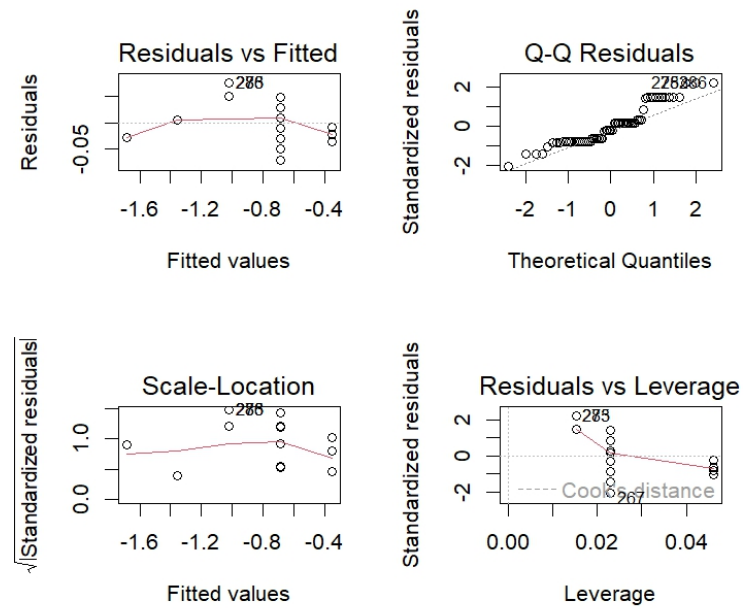 Residuals vs Fitted
Residuals
-0.05
-1.6 -1.2 -0.8 -0.4
Fitted values
Q-Q Residuals
Standardized residuals
2
0
-2
-2 -1 0 1 2
Theoretical Quantiles
Scale-Location
√|Standardized residuals|
1.0
0.0
-1.6 -1.2 -0.8 -0.4
Fitted values
Residuals vs Leverage
Standardized residuals
2
0
-2
267
Cook's distance
0.00 0.02 0.04
Leverage